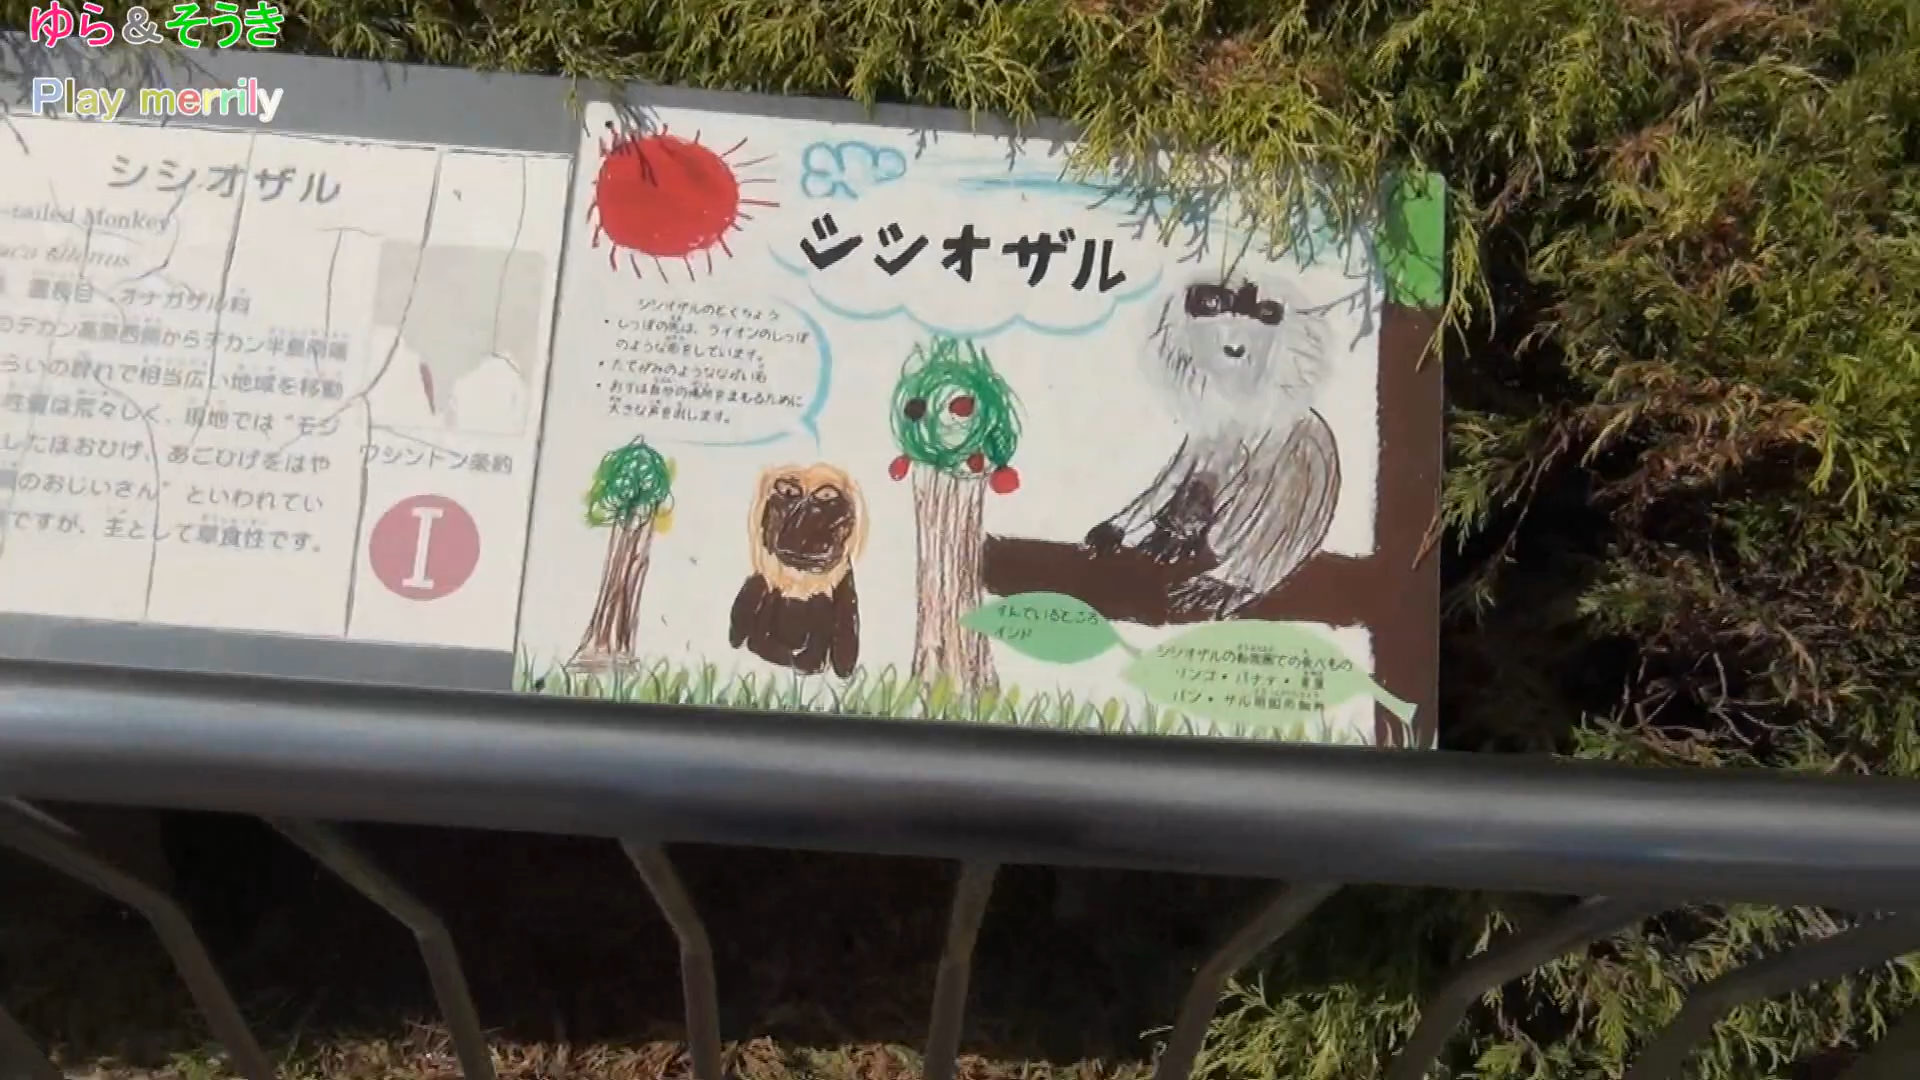 ゆら&そうき
Play merrily
シシオザル
-tailed Monkey
aca silenus
霊長目 オナガザル科
のデカン高原西側からデカン半島南端
らいの群れで相当広い地域を移動
性質は荒々しく、現地では“モジ
したほおひげ、あごひげをはや
のおじいさん”といわれてい
ですが、主として草食性です。
ワシントン条約
I
シシオザル
シシオザルのとくちょう
・しっぽの先は、ライオンのしっぽ
のような形をしています。
・たてがみのようなながい毛
・おすは自分の場所をまもるために
大きな声を出します。
すんでいるところ
インド
シシオザルの動物園での食べもの
リンゴ・バナナ・
パン・サル用固形飼料